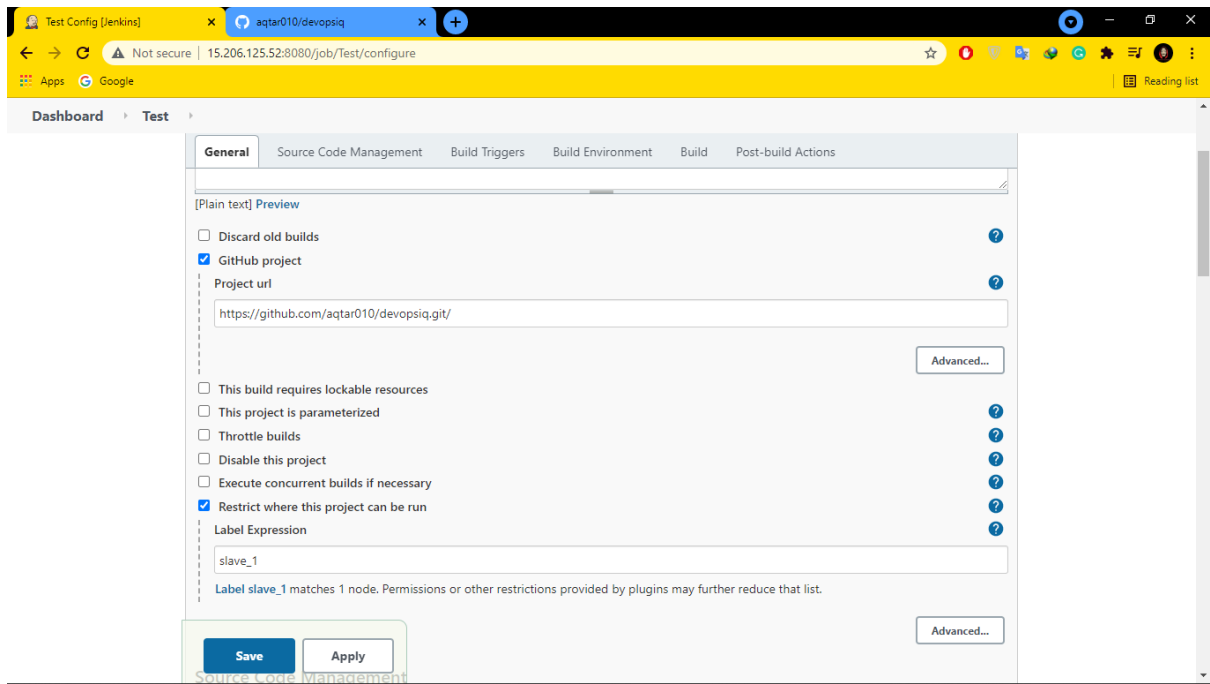 Test Config [Jenkins]
aqtar010/devopsiq
Not secure | 15.206.125.52:8080/job/Test/configure
Apps Google Reading list
Dashboard Test
General Source Code Management Build Triggers Build Environment Build Post-build Actions
[Plain text] Preview
Discard old builds
GitHub project
Project url
https://github.com/aqtar010/devopsiq.git/
Advanced...
This build requires lockable resources
This project is parameterized
Throttle builds
Disable this project
Execute concurrent builds if necessary
Restrict where this project can be run
Label Expression
slave_1
Label slave_1 matches 1 node. Permissions or other restrictions provided by plugins may further reduce that list.
Advanced...
Save Apply
Source Code Management